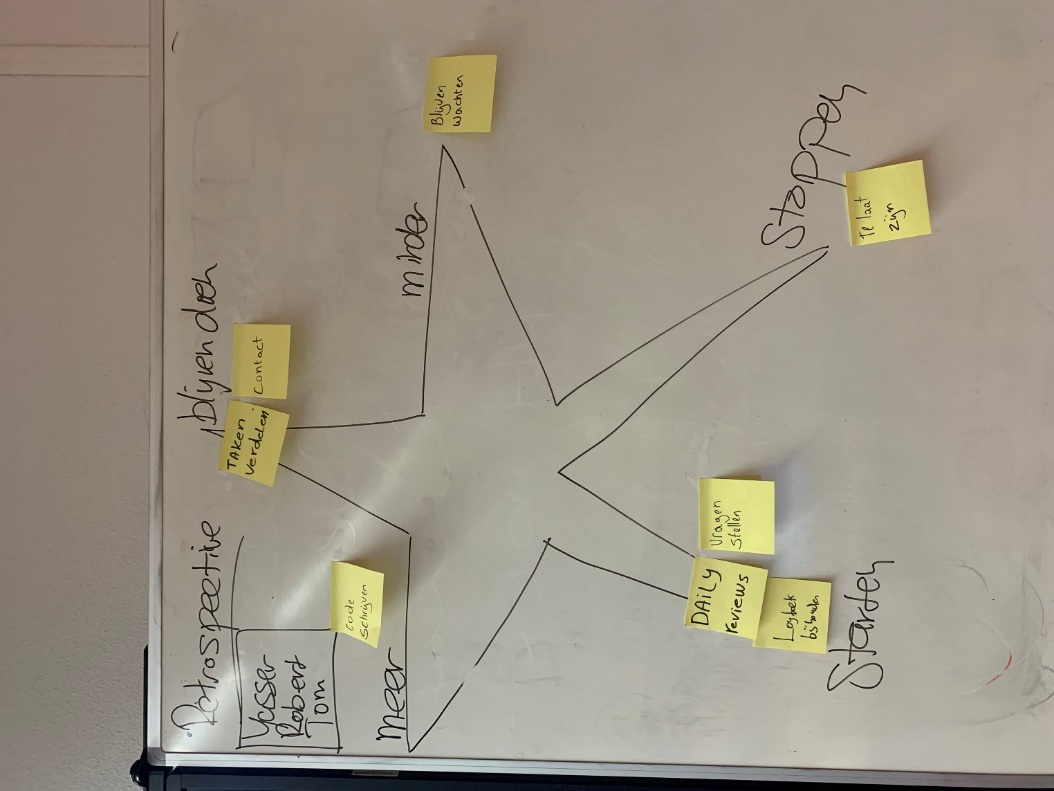 Retrospective
Yasser
Robert
Tom
blijven doen
TAKEN
verdelen
Contact
meer
code
schrijven
minder
Blijven
wachten
Starten
DAILY
reviews
Vragen
stellen
Logboek
bijhouden
Stoppen
Te laat
zijn